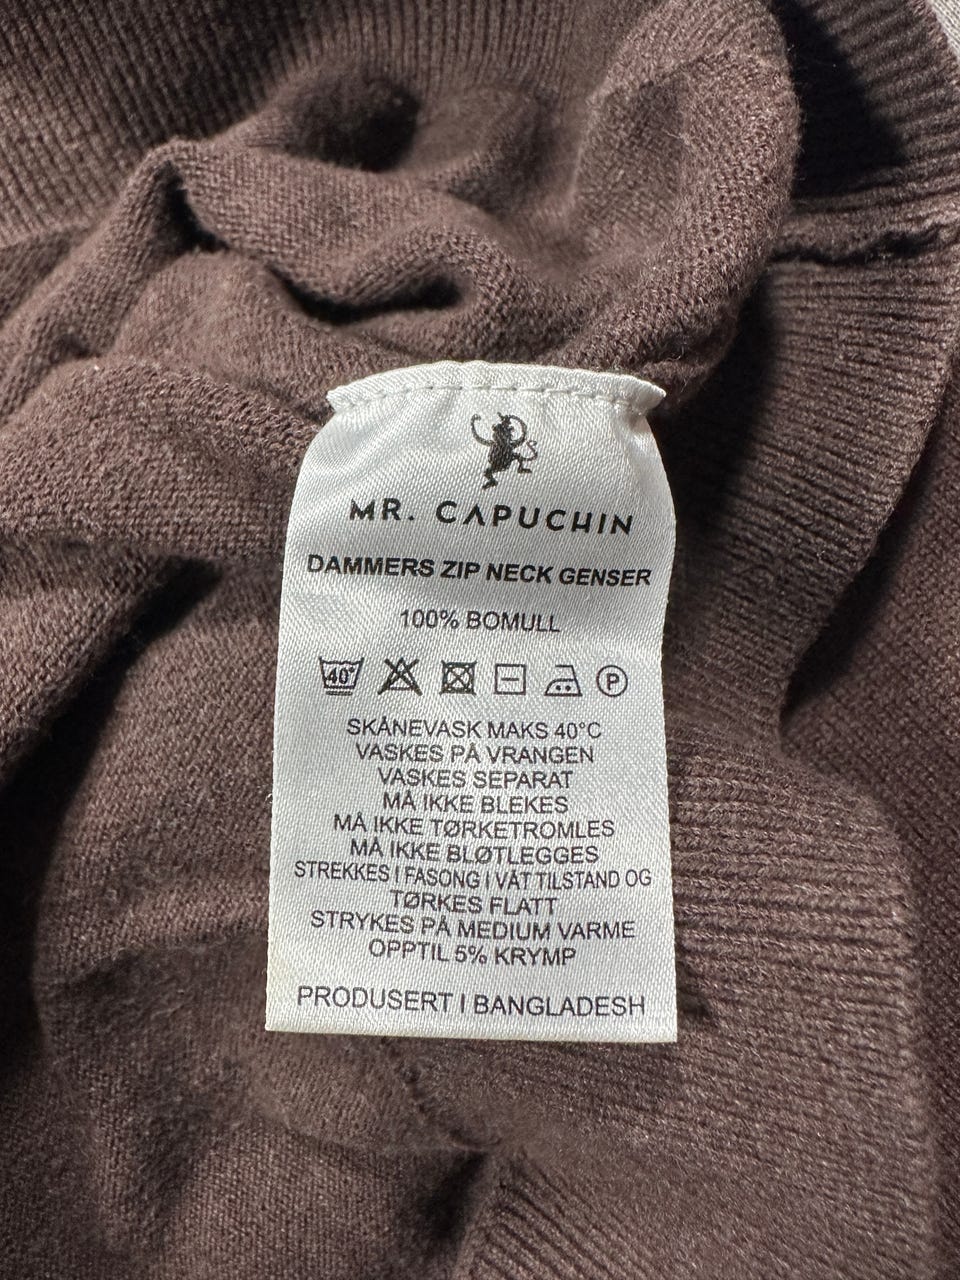 MR. CAPUCHIN
DAMMERS ZIP NECK GENSER
100% BOMULL
40° P
SKÅNEVASK MAKS 40°C
VASKES PÅ VRANGEN
VASKES SEPARAT
MÅ IKKE BLEKES
MÅ IKKE TØRKETROMLES
MÅ IKKE BLØTLEGGES
STREKKES I FASONG I VÅT TILSTAND OG
TØRKES FLATT
STRYKES PÅ MEDIUM VARME
OPPTIL 5% KRYMP
PRODUSERT I BANGLADESH